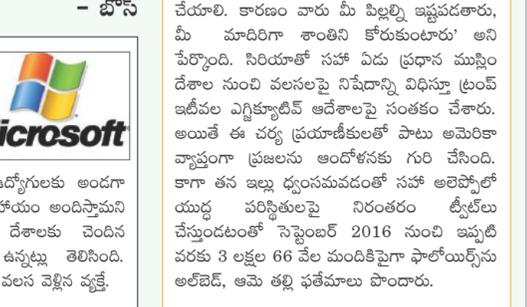 – బోస్
icrosoft
ఉద్యోగులకు అండగా
హాయం అందిస్తామని
దేశాలకు చెందిన
ఉన్నట్లు తెలిసింది.
వలస వెళ్లిన వ్యక్తే.
చేయాలి. కారణం వారు మీ పిల్లల్ని ఇష్టపడతారు,
మీ మాదిరిగా శాంతిని కోరుకుంటారు' అని
పేర్కొంది. సిరియాతో సహా ఏడు ప్రధాన ముస్లిం
దేశాల నుంచి వలసలపై నిషేదాన్ని విధిస్తూ ట్రంప్
ఇటీవల ఎగ్జిక్యూటివ్ ఆదేశాలపై సంతకం చేశారు.
అయితే ఈ చర్య ప్రయాణీకులతో పాటు అమెరికా
వ్యాప్తంగా ప్రజలను ఆందోళనకు గురి చేసింది.
కాగా తన ఇల్లు ధ్వంసమవడంతో సహా అలెప్పోలో
యుద్ధ పరిస్థితులపై నిరంతరం ట్వీట్‌లు
చేస్తుండటంతో సెప్టెంబర్ 2016 నుంచి ఇప్పటి
వరకు 3 లక్షల 66 వేల మందికిపైగా ఫాలోయర్స్‌ను
అల్‌బెడ్, ఆమె తల్లి ఫతేమాలు పొందారు.